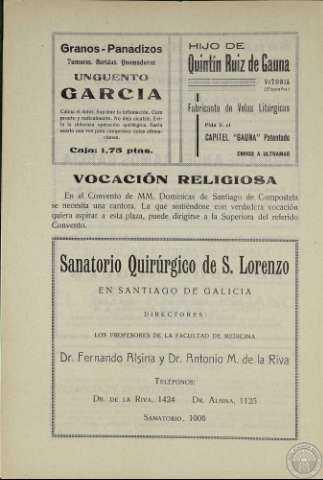 Granos-Panadizos
Tumores. Heridas. Quemaduras
UNGUENTO
GARCIA
Calma el dolor. Suprime la inflamación. Cura
pronto y radicalmente. No deja cicatriz. Evi-
ta la dolorosa operación quirúrgica. Basta
usarlo una vez para
Caja: 1,75 ptas.
HIJO DE
Quintín Ruiz de Gauna
VITORIA
(España)
Fabricante de Velas Litúrgicas
Pida V. el
CAPITEL "GAUNA" Patentado
ENVIOS A ULTRAMAR
VOCACIÓN RELIGIOSA
En el Convento de MM. Dominicas de Santiago de Compostela
se necesita una cantora. La que sintiéndose con verdadera vocación
quiera aspirar a esta plaza, puede dirigirse a la Superiora del referido
Convento.
Sanatorio Quirúrgico de S. Lorenzo
EN SANTIAGO DE GALICIA
DIRECTORES:
LOS PROFESORES DE LA FACULTAD DE MEDICINA
Dr. Fernando Alsina y Dr. Antonio M. de la Riva
TELÉFONOS:
DR. DE LA RIVA, 1424 DR. ALSINA, 1125
SANATORIO, 1006